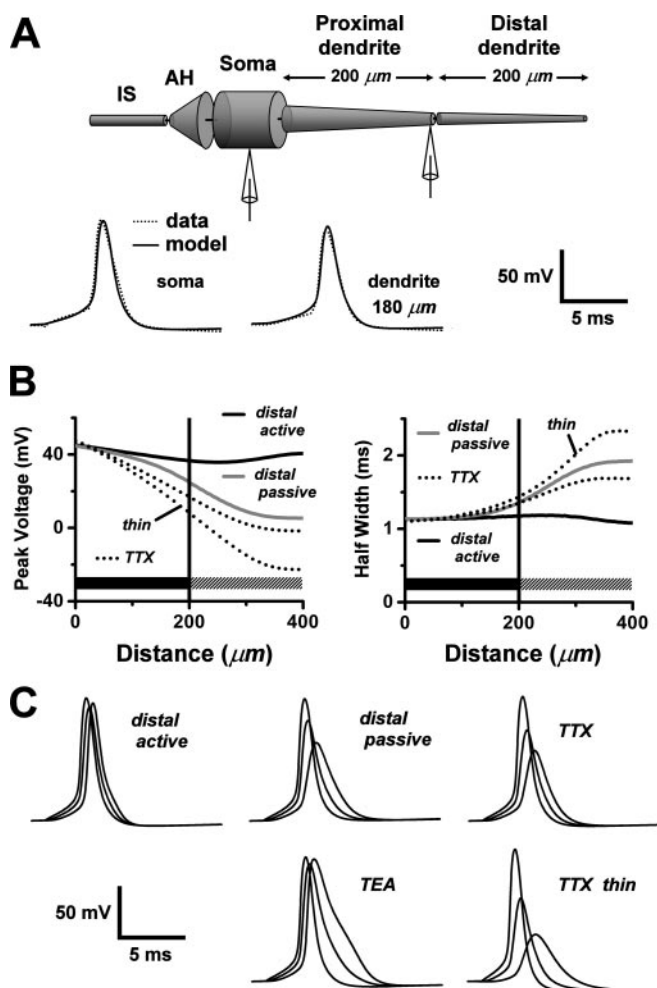 A
Proximal dendrite
Distal dendrite
Soma
AH
IS
200 μm
200 μm
data
model
soma
dendrite
180 μm
50 mV
5 ms
B
Peak Voltage (mV)
40
0
-40
distal active
distal passive
thin
TTX
0
200
400
Distance (μm)
Half Width (ms)
2
1
0
distal passive
TTX
thin
distal active
0
200
400
Distance (μm)
C
distal active
distal passive
TTX
50 mV
5 ms
TEA
TTX thin